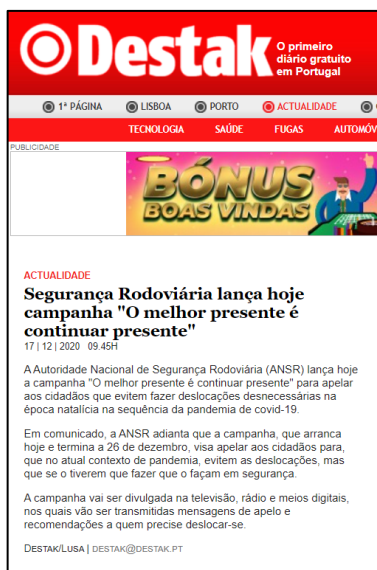 Destak
O primeiro
diário gratuito
em Portugal
1ª PÁGINA LISBOA PORTO ACTUALIDADE
TECNOLOGIA SAÚDE FUGAS AUTOMÓV
PUBLICIDADE
BÓNUS
BOAS VINDAS
ACTUALIDADE
Segurança Rodoviária lança hoje
campanha "O melhor presente é
continuar presente"
17 | 12 | 2020 09.45H
A Autoridade Nacional de Segurança Rodoviária (ANSR) lança hoje
a campanha "O melhor presente é continuar presente" para apelar
aos cidadãos que evitem fazer deslocações desnecessárias na
época natalícia na sequência da pandemia de covid-19.
Em comunicado, a ANSR adianta que a campanha, que arranca
hoje e termina a 26 de dezembro, visa apelar aos cidadãos para,
que no atual contexto de pandemia, evitem as deslocações, mas
que se o tiverem que fazer que o façam em segurança.
A campanha vai ser divulgada na televisão, rádio e meios digitais,
nos quais vão ser transmitidas mensagens de apelo e
recomendações a quem precise deslocar-se.
DESTAK/LUSA | DESTAK@DESTAK.PT